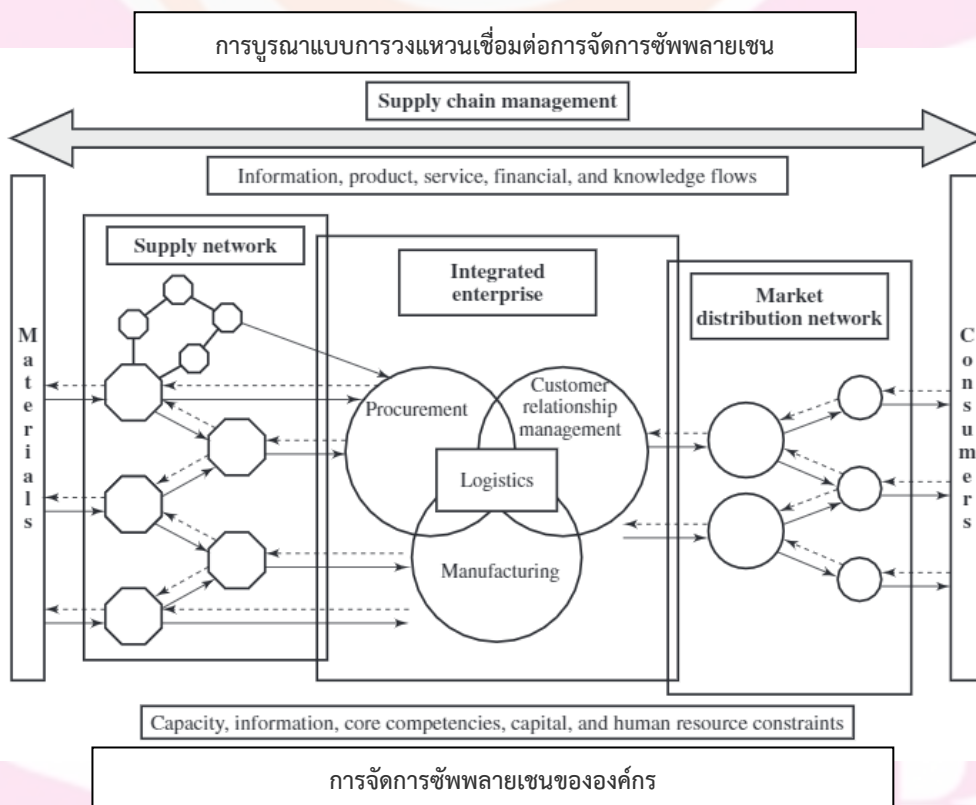 การบูรณาแบบการวงแหวนเชื่อมต่อการจัดการซัพพลายเชน
Supply chain management
Information, product, service, financial, and knowledge flows
Supply network
Integrated
enterprise
Market
distribution network
Materials
Procurement
Customer
relationship
management
Logistics
Manufacturing
Consumers
Capacity, information, core competencies, capital, and human resource constraints
การจัดการซัพพลายเชนขององค์กร